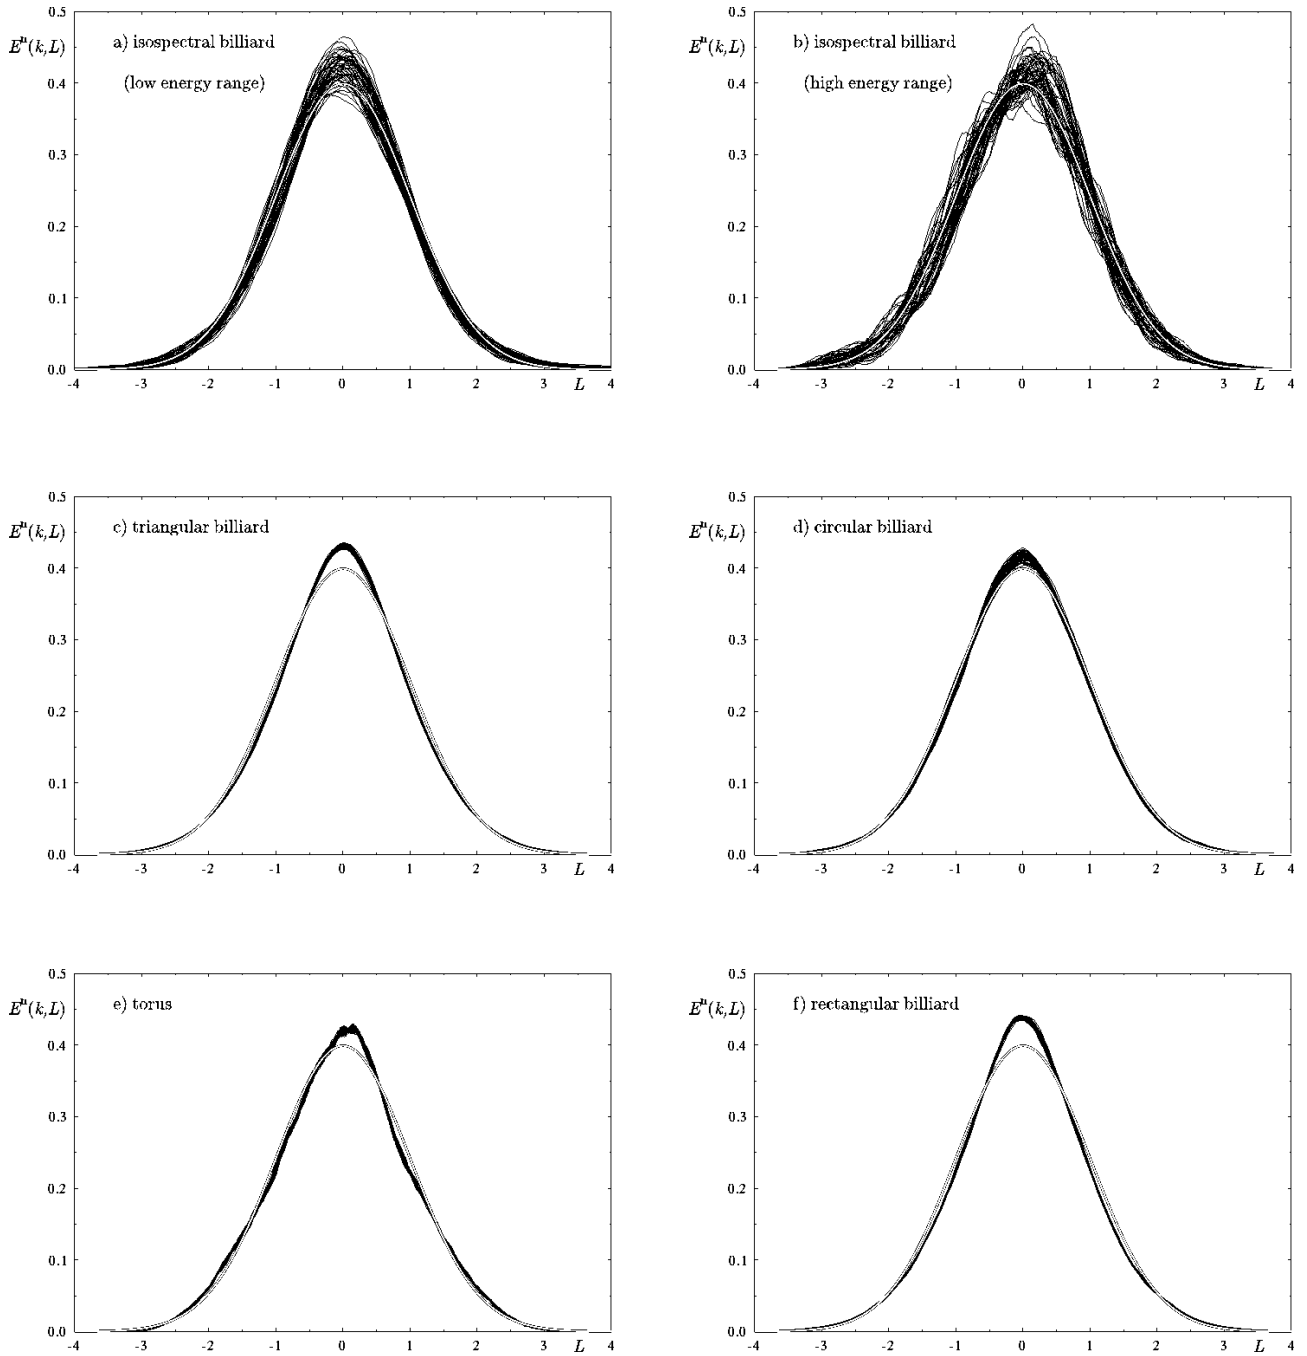 0.5
Eⁿ(k,L)
a) isospectral billiard
(low energy range)
0.4
0.3
0.2
0.1
0.0
-4 -3 -2 -1 0 1 2 3 L 4
0.5
Eⁿ(k,L)
b) isospectral billiard
(high energy range)
0.4
0.3
0.2
0.1
0.0
-4 -3 -2 -1 0 1 2 3 L 4
0.5
Eⁿ(k,L)
c) triangular billiard
0.4
0.3
0.2
0.1
0.0
-4 -3 -2 -1 0 1 2 3 L 4
0.5
Eⁿ(k,L)
d) circular billiard
0.4
0.3
0.2
0.1
0.0
-4 -3 -2 -1 0 1 2 3 L 4
0.5
Eⁿ(k,L)
e) torus
0.4
0.3
0.2
0.1
0.0
-4 -3 -2 -1 0 1 2 3 L 4
0.5
Eⁿ(k,L)
f) rectangular billiard
0.4
0.3
0.2
0.1
0.0
-4 -3 -2 -1 0 1 2 3 L 4